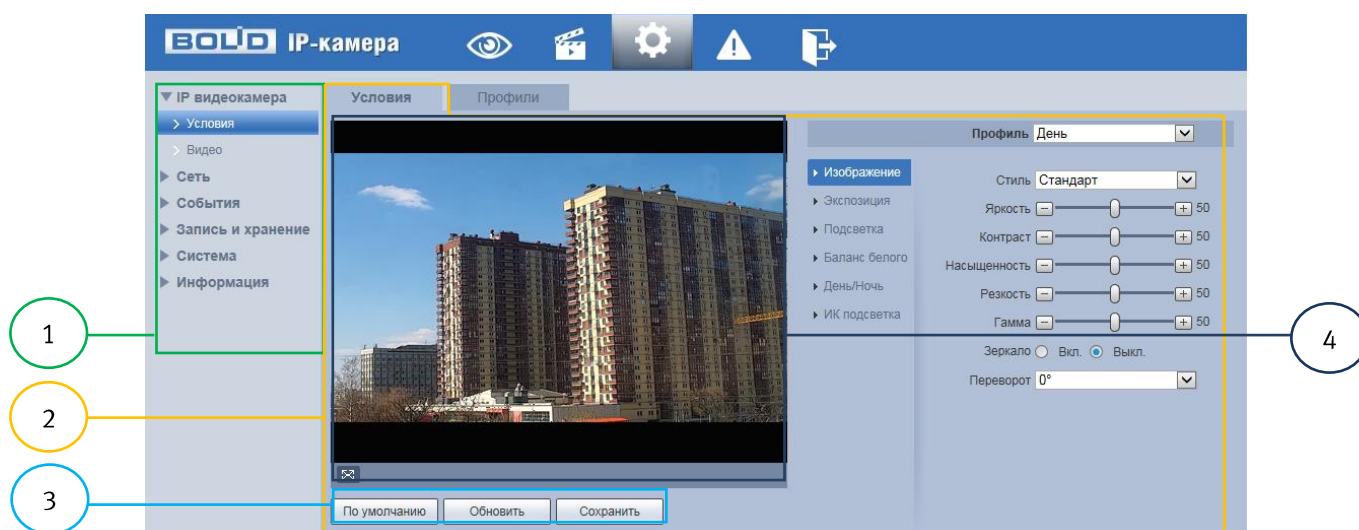 BOLID IP-камера
IP видеокамера
Условия
Видео
Сеть
События
Запись и хранение
Система
Информация
Условия
Профили
Профиль День
Изображение
Экспозиция
Подсветка
Баланс белого
День/Ночь
ИК подсветка
Стиль Стандарт
Яркость 50
Контраст 50
Насыщенность 50
Резкость 50
Гамма 50
Зеркало Вкл. Выкл.
Переворот 0°
По умолчанию
Обновить
Сохранить
1
2
3
4